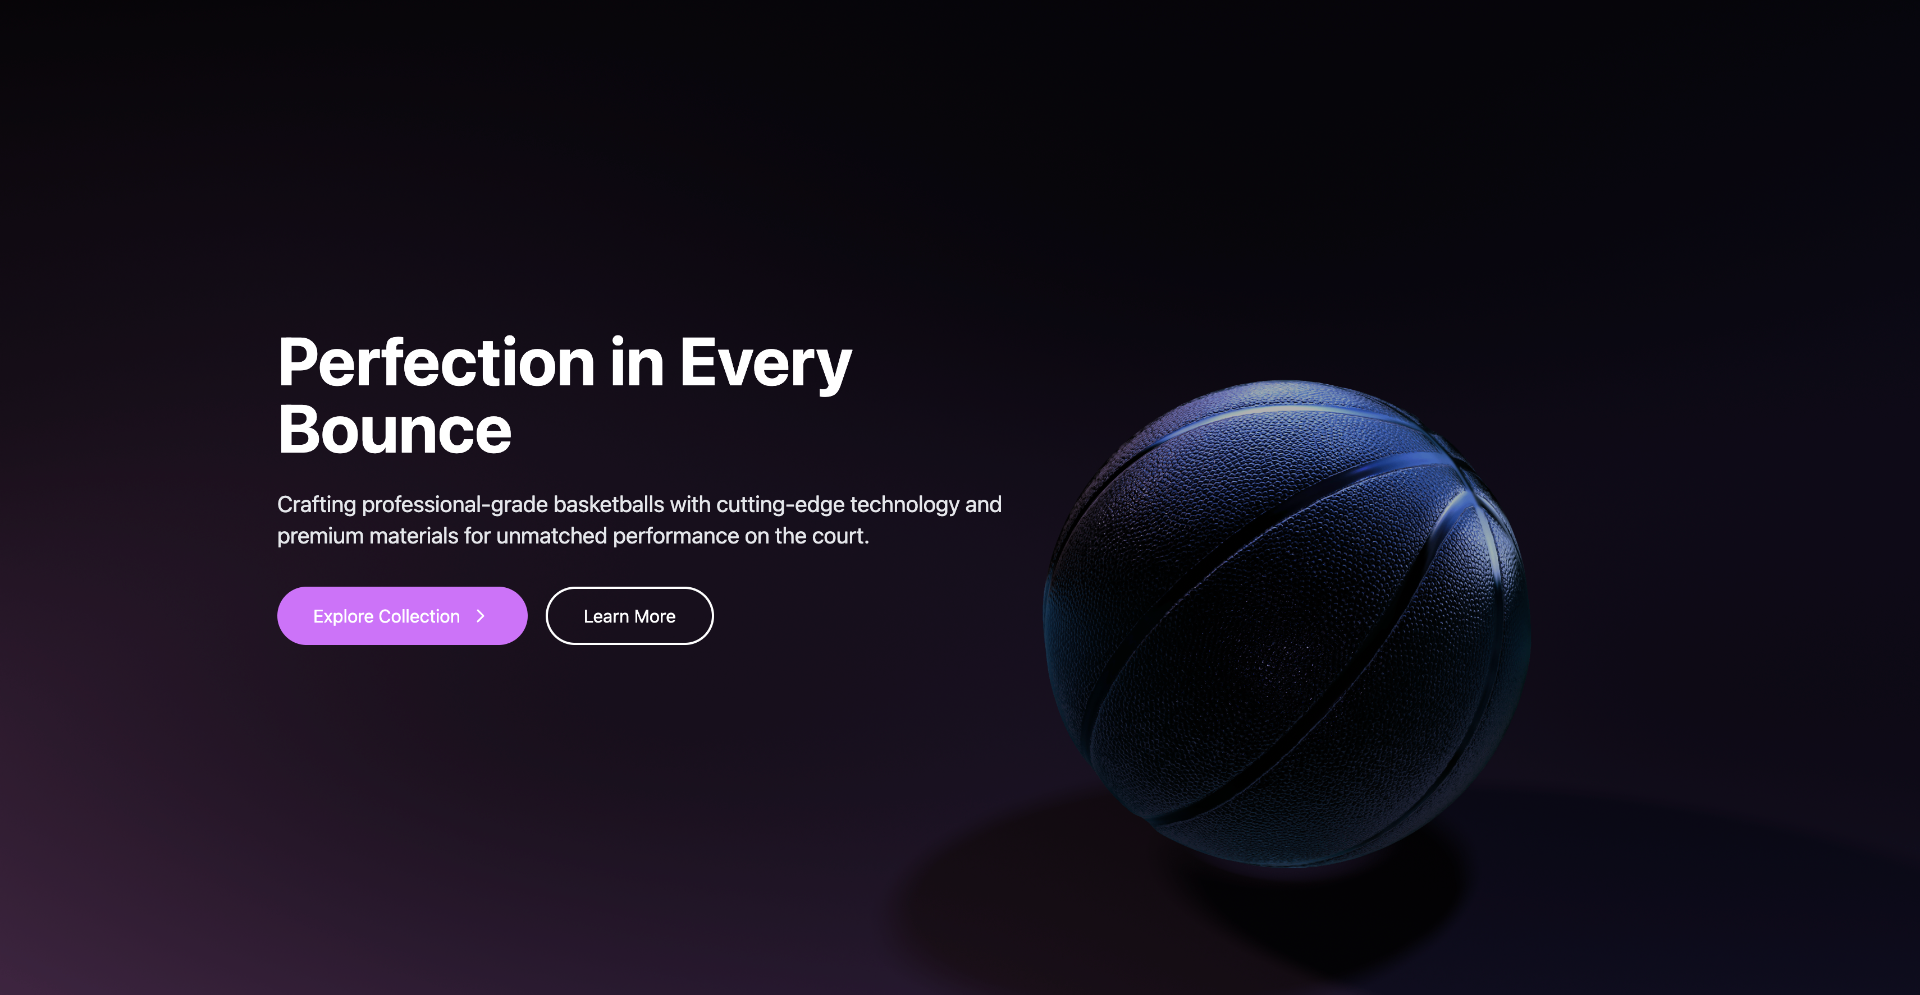 Perfection in Every
Bounce
Crafting professional-grade basketballs with cutting-edge technology and
premium materials for unmatched performance on the court.
Explore Collection
Learn More